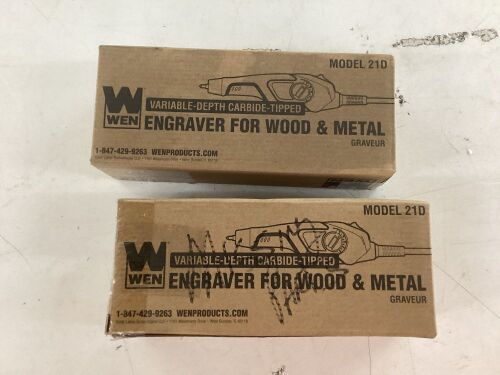 MODEL 21D
W
WEN
VARIABLE-DEPTH CARBIDE-TIPPED
ENGRAVER FOR WOOD & METAL
GRAVEUR
1-847-429-9263 WENPRODUCTS.COM
MODEL 21D
W
WEN
VARIABLE-DEPTH CARBIDE-TIPPED
ENGRAVER FOR WOOD & METAL
GRAVEUR
1-847-429-9263 WENPRODUCTS.COM